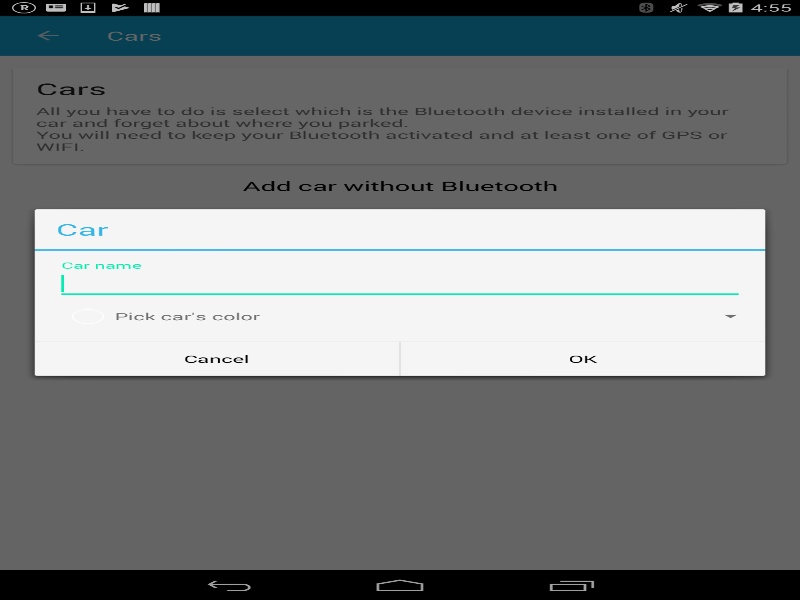 R
4:55
Cars
Cars
All you have to do is select which is the Bluetooth device installed in your
car and forget about where you parked.
You will need to keep your Bluetooth activated and at least one of GPS or
WIFI.
Add car without Bluetooth
Car
Car name
Pick car's color
Cancel
OK